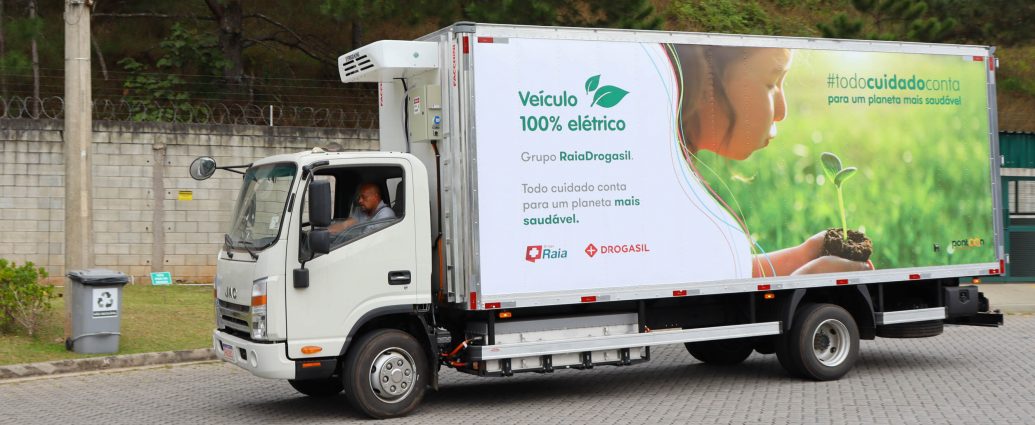 Veículo
100% elétrico
Grupo RaiaDrogasil.
Todo cuidado conta
para um planeta mais
saudável.
Raia
DROGASIL
#todocuidadoconta
para um planeta mais saudável
FACCHINI
JAC